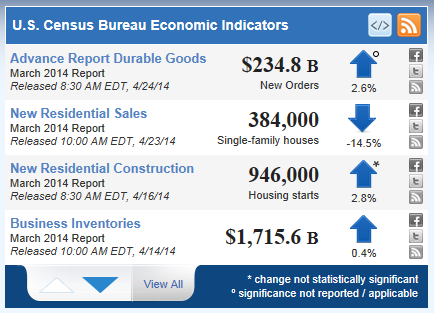 U.S. Census Bureau Economic Indicators </>
Advance Report Durable Goods
March 2014 Report
Released 8:30 AM EDT, 4/24/14
$234.8 B
New Orders
°
2.6%
f
t
New Residential Sales
March 2014 Report
Released 10:00 AM EDT, 4/23/14
384,000
Single-family houses
-14.5%
f
t
New Residential Construction
March 2014 Report
Released 8:30 AM EDT, 4/16/14
946,000
Housing starts
*
2.8%
f
t
Business Inventories
March 2014 Report
Released 10:00 AM EDT, 4/14/14
$1,715.6 B
0.4%
f
t
View All
* change not statistically significant
° significance not reported / applicable